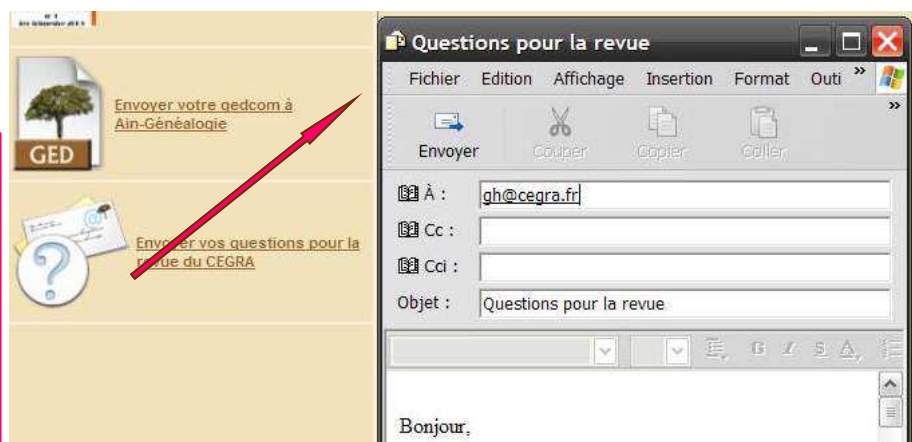 Envoyer votre gedcom à
Ain-Généalogie
GED
Envoyer vos questions pour la
revue du CEGRA
Questions pour la revue
Fichier Edition Affichage Insertion Format Outi »
Envoyer Couper Copier Coller »
À : gh@cegra.fr
Cc :
Cci :
Objet : Questions pour la revue
G I S A
Bonjour,